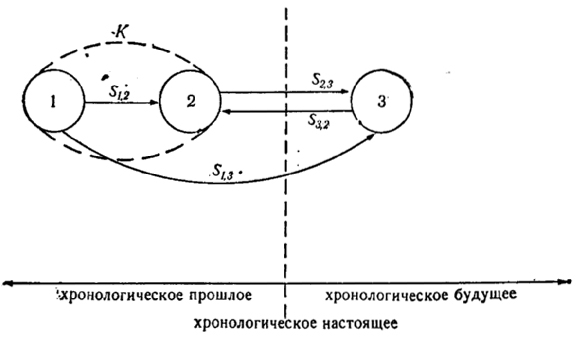 K
1
S1,2
2
S2,3
3
S3,2
S1,3
хронологическое прошлое
хронологическое будущее
хронологическое настоящее